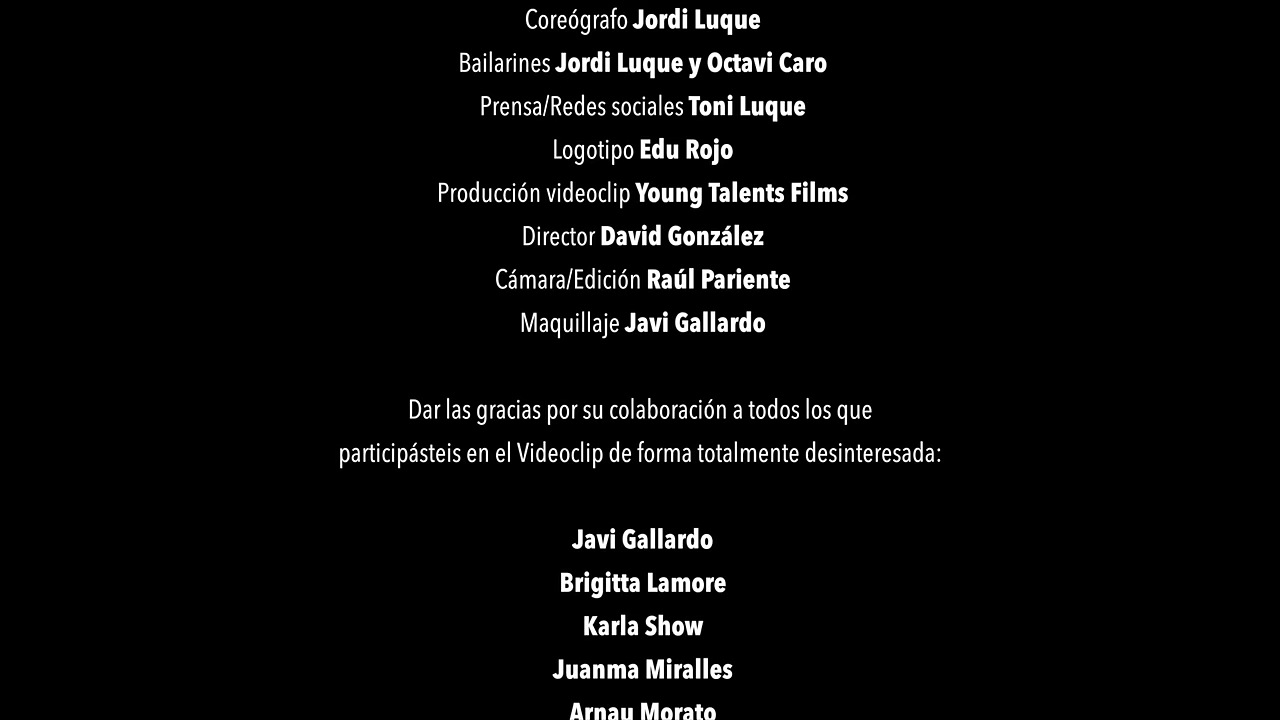 Coreógrafo Jordi Luque
Bailarines Jordi Luque y Octavi Caro
Prensa/Redes sociales Toni Luque
Logotipo Edu Rojo
Producción videoclip Young Talents Films
Director David González
Cámara/Edición Raúl Pariente
Maquillaje Javi Gallardo
Dar las gracias por su colaboración a todos los que
participásteis en el Videoclip de forma totalmente desinteresada:
Javi Gallardo
Brigitta Lamore
Karla Show
Juanma Miralles
Arnau Morato